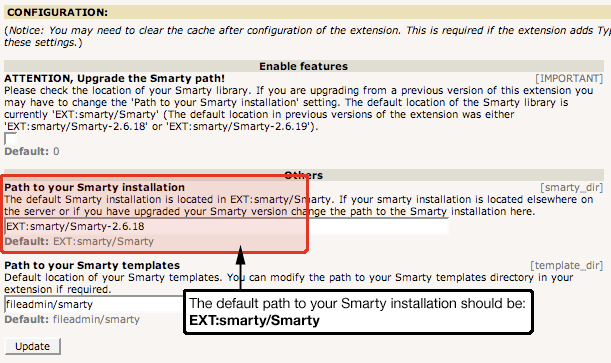 CONFIGURATION:
(Notice: You may need to clear the cache after configuration of the extension. This is required if the extension adds Typ
these settings.)
Enable features
ATTENTION, Upgrade the Smarty path!
[IMPORTANT]
Please check the location of your Smarty library. If you are upgrading from a previous version of this extension you
may have to change the 'Path to your Smarty installation' setting. The default location of the Smarty library is
currently 'EXT:smarty/Smarty' (The default location in previous versions of the extension was either
'EXT:smarty/Smarty-2.6.18' or 'EXT:smarty/Smarty-2.6.19').
Default: 0
Others
Path to your Smarty installation
[smarty_dir]
The default Smarty installation is located in EXT:smarty/Smarty. If your smarty installation is located elsewhere on
the server or if you have upgraded your Smarty version change the path to the Smarty installation here.
EXT:smarty/Smarty-2.6.18
Default: EXT:smarty/Smarty
Path to your Smarty templates
[template_dir]
Default location of your Smarty templates. You can modify the path to your Smarty templates directory in your
extension if required.
fileadmin/smarty
Default: fileadmin/smarty
The default path to your Smarty installation should be:
EXT:smarty/Smarty
Update